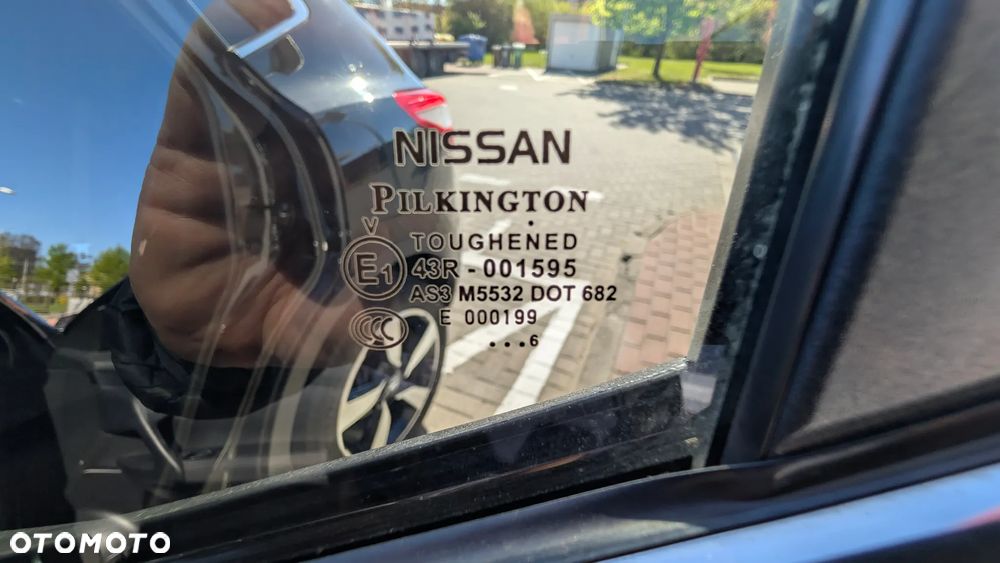 NISSAN
PILKINGTON
V
TOUGHENED
E1 43R - 001595
AS3 M5532 DOT 682
E 000199
...6
OTOMOTO